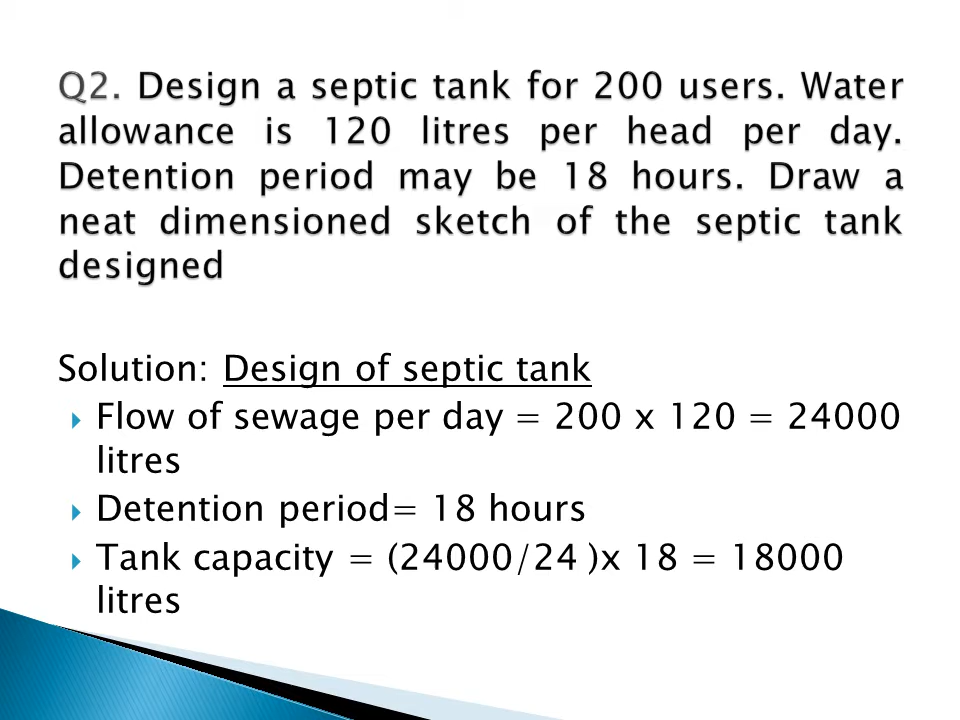 Q2. Design a septic tank for 200 users. Water
allowance is 120 litres per head per day.
Detention period may be 18 hours. Draw a
neat dimensioned sketch of the septic tank
designed
Solution: Design of septic tank
Flow of sewage per day = 200 x 120 = 24000
litres
Detention period= 18 hours
Tank capacity = (24000/24 )x 18 = 18000
litres